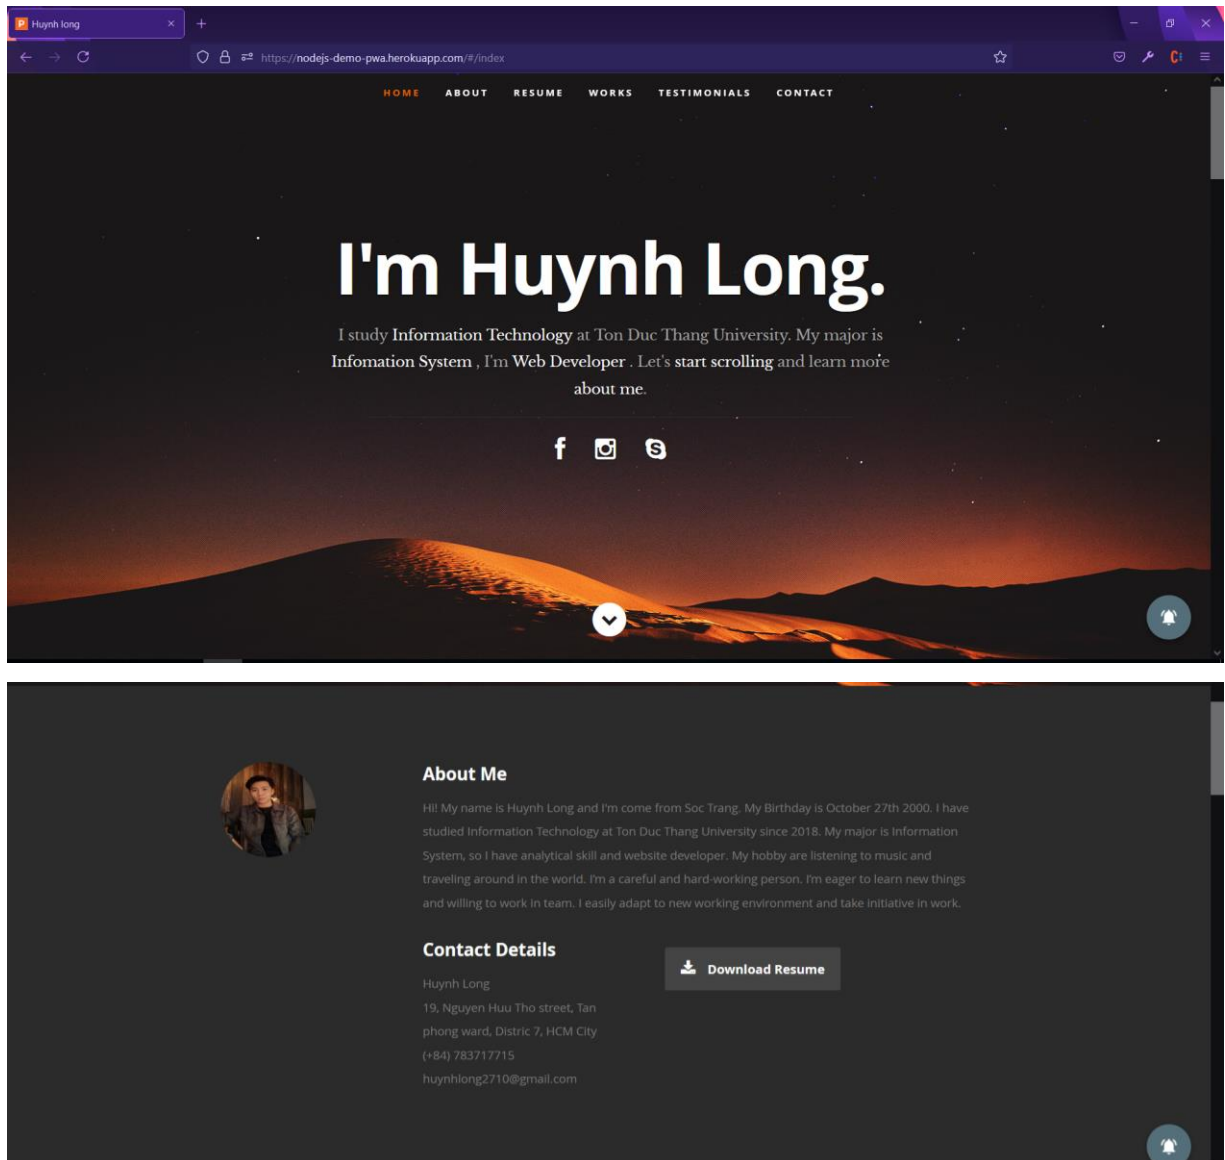 Huynh long
https://nodejs-demo-pwa.herokuapp.com/#/index
HOME ABOUT RESUME WORKS TESTIMONIALS CONTACT
I'm Huynh Long.
I study Information Technology at Ton Duc Thang University. My major is
Infomation System , I'm Web Developer . Let's start scrolling and learn more
about me.
About Me
Hi! My name is Huynh Long and I'm come from Soc Trang. My Birthday is October 27th 2000. I have
studied Information Technology at Ton Duc Thang University since 2018. My major is Information
System, so I have analytical skill and website developer. My hobby are listening to music and
traveling around in the world. I'm a careful and hard-working person. I'm eager to learn new things
and willing to work in team. I easily adapt to new working environment and take initiative in work.
Contact Details
Download Resume
Huynh Long
19, Nguyen Huu Tho street, Tan
phong ward, Distric 7, HCM City
(+84) 783717715
huynhlong2710@gmail.com